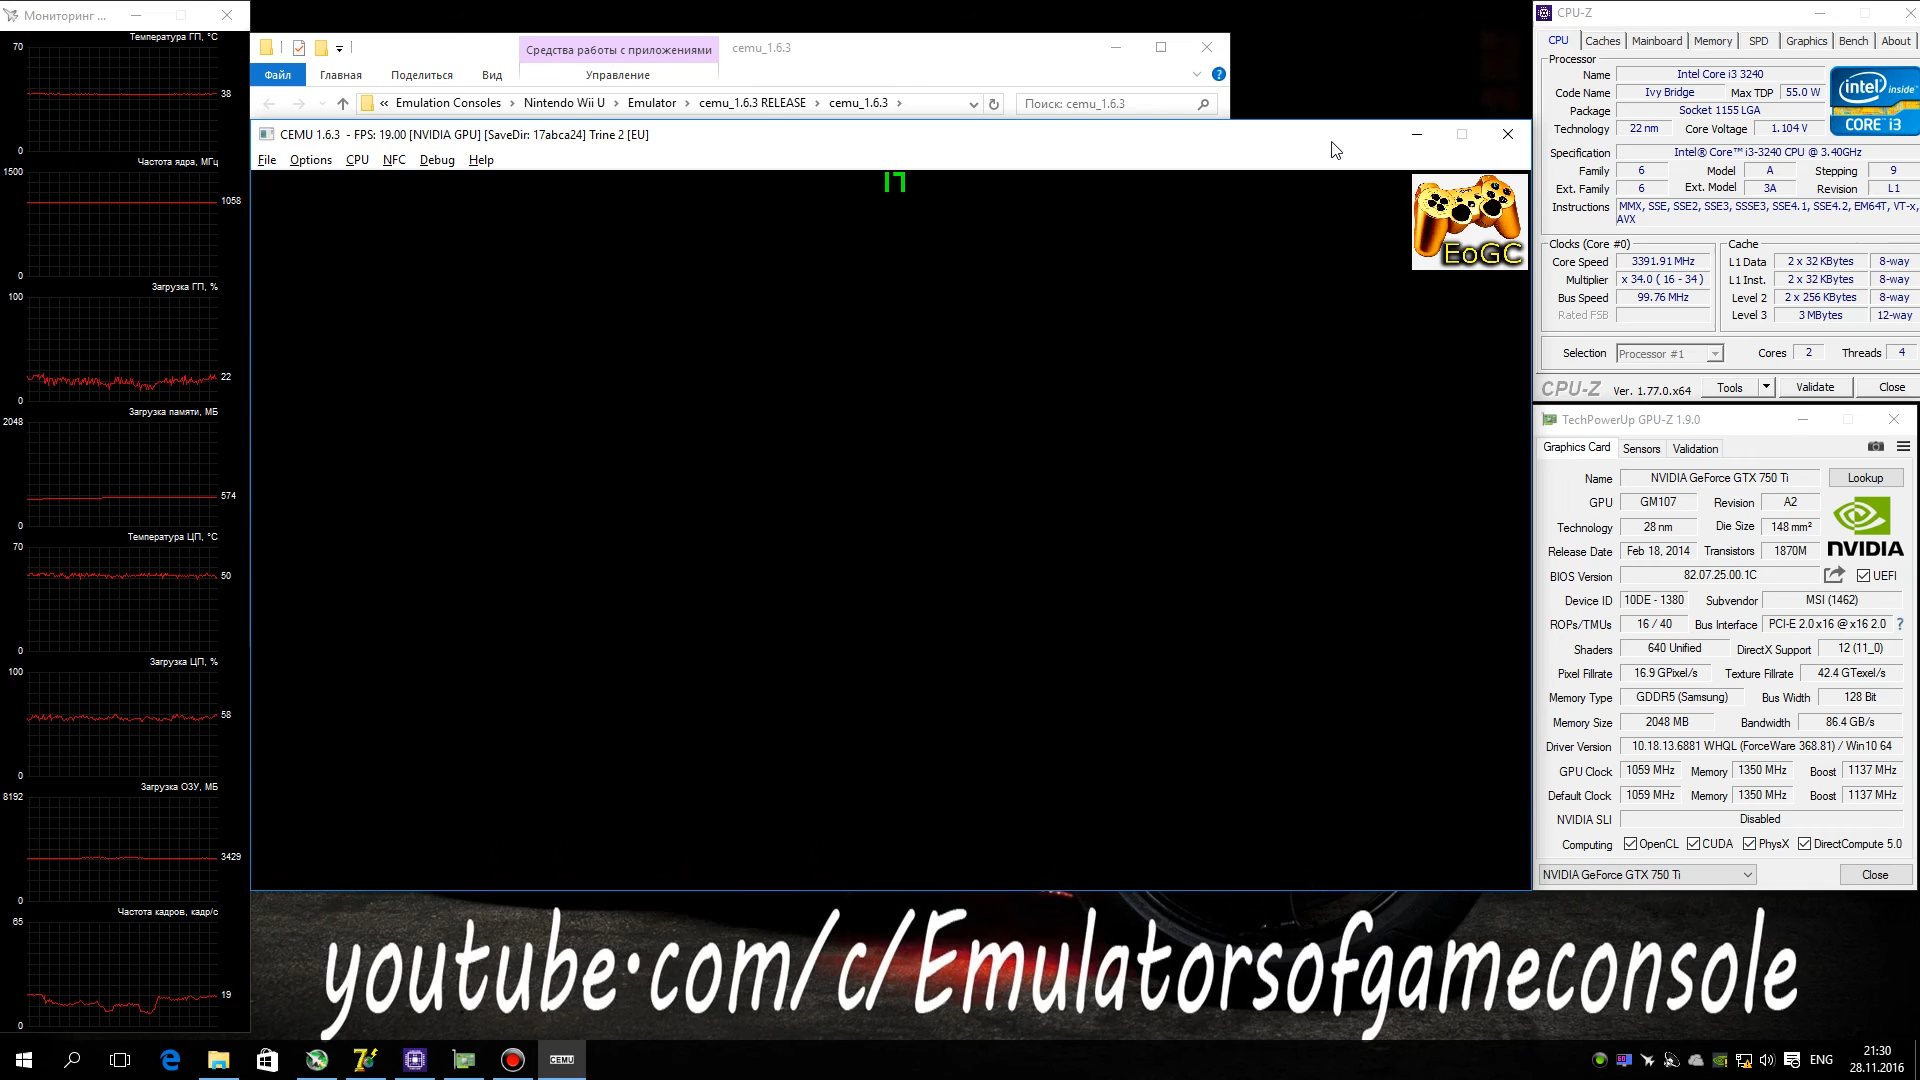 Мониторинг ...
Температура ГП, °C
70
38
0
Частота ядра, МГц
1500
1058
0
Загрузка ГП, %
100
22
0
Загрузка памяти, МБ
2048
574
0
Температура ЦП, °C
70
50
0
Загрузка ЦП, %
100
58
0
Загрузка ОЗУ, МБ
8192
3429
0
Частота кадров, кадр/с
65
19
0
Средства работы с приложениями
cemu_1.6.3
Файл Главная Поделиться Вид Управление
« Emulation Consoles > Nintendo Wii U > Emulator > cemu_1.6.3 RELEASE > cemu_1.6.3 >
Поиск: cemu_1.6.3
CEMU 1.6.3 - FPS: 19.00 [NVIDIA GPU] [SaveDir: 17abca24] Trine 2 [EU]
File Options CPU NFC Debug Help
17
EoGC
youtube.com/c/Emulatorsofgameconsole
CPU-Z
CPU Caches Mainboard Memory SPD Graphics Bench About
Processor
Name Intel Core i3 3240
Code Name Ivy Bridge Max TDP 55.0 W
Package Socket 1155 LGA
Technology 22 nm Core Voltage 1.104 V
intel inside™
CORE i3
Specification Intel® Core™ i3-3240 CPU @ 3.40GHz
Family 6 Model A Stepping 9
Ext. Family 6 Ext. Model 3A Revision L1
Instructions MMX, SSE, SSE2, SSE3, SSSE3, SSE4.1, SSE4.2, EM64T, VT-x,
AVX
Clocks (Core #0)
Core Speed 3391.91 MHz
Multiplier x 34.0 ( 16 - 34 )
Bus Speed 99.76 MHz
Rated FSB
Cache
L1 Data 2 x 32 KBytes 8-way
L1 Inst. 2 x 32 KBytes 8-way
Level 2 2 x 256 KBytes 8-way
Level 3 3 MBytes 12-way
Selection Processor #1 Cores 2 Threads 4
CPU-Z Ver. 1.77.0.x64 Tools Validate Close
TechPowerUp GPU-Z 1.9.0
Graphics Card Sensors Validation
Name NVIDIA GeForce GTX 750 Ti Lookup
GPU GM107 Revision A2
Technology 28 nm Die Size 148 mm²
Release Date Feb 18, 2014 Transistors 1870M
NVIDIA
BIOS Version 82.07.25.00.1C UEFI
Device ID 10DE - 1380 Subvendor MSI (1462)
ROPs/TMUs 16 / 40 Bus Interface PCI-E 2.0 x16 @ x16 2.0 ?
Shaders 640 Unified DirectX Support 12 (11_0)
Pixel Fillrate 16.9 GPixel/s Texture Fillrate 42.4 GTexel/s
Memory Type GDDR5 (Samsung) Bus Width 128 Bit
Memory Size 2048 MB Bandwidth 86.4 GB/s
Driver Version 10.18.13.6881 WHQL (ForceWare 368.81) / Win10 64
GPU Clock 1059 MHz Memory 1350 MHz Boost 1137 MHz
Default Clock 1059 MHz Memory 1350 MHz Boost 1137 MHz
NVIDIA SLI Disabled
Computing OpenCL CUDA PhysX DirectCompute 5.0
NVIDIA GeForce GTX 750 Ti Close
CEMU
ENG
21:30
28.11.2016